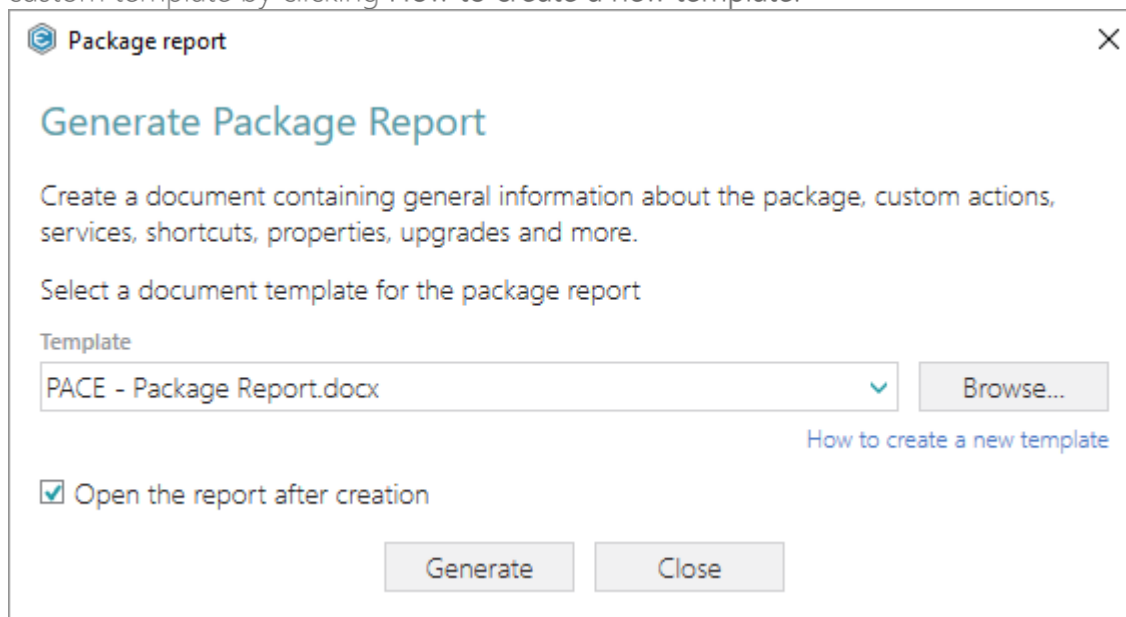 custom template by clicking How to create a new template.
Package report
Generate Package Report
Create a document containing general information about the package, custom actions,
services, shortcuts, properties, upgrades and more.
Select a document template for the package report
Template
PACE - Package Report.docx
Browse...
How to create a new template
Open the report after creation
Generate
Close